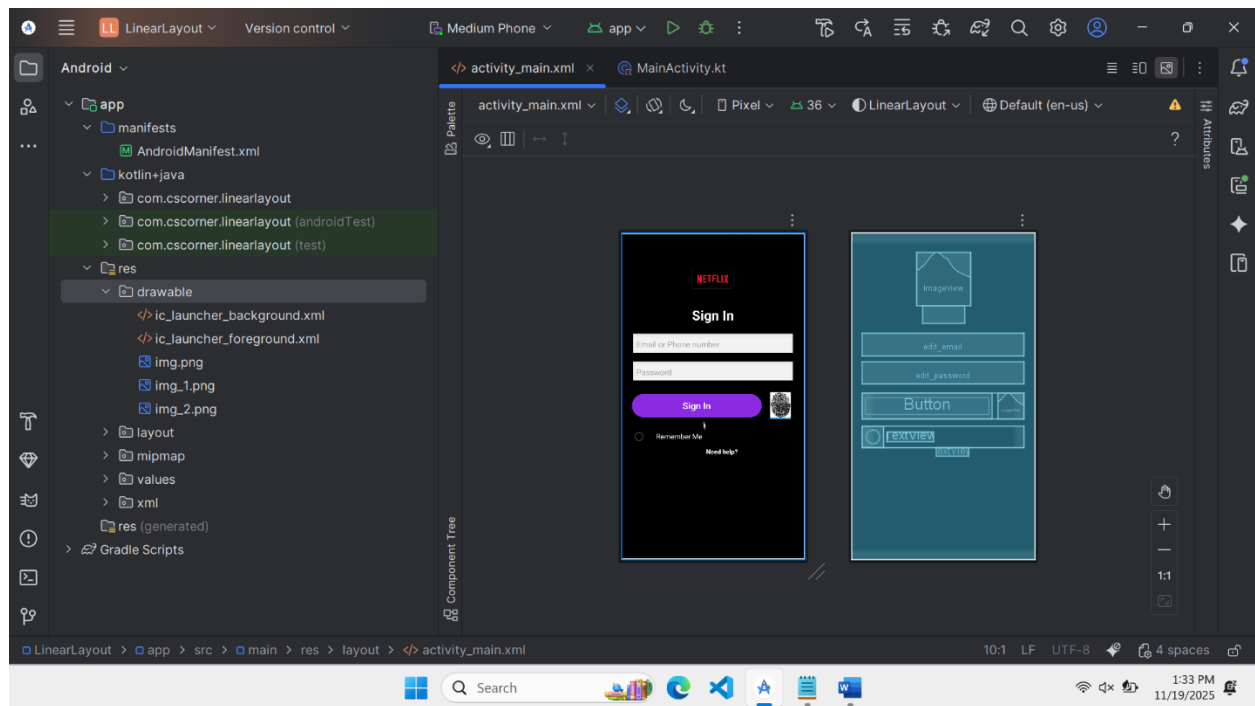 LL LinearLayout Version control Medium Phone app
Android
activity_main.xml MainActivity.kt
app
manifests
AndroidManifest.xml
kotlin+java
com.cscorner.linearlayout
com.cscorner.linearlayout (androidTest)
com.cscorner.linearlayout (test)
res
drawable
ic_launcher_background.xml
ic_launcher_foreground.xml
img.png
img_1.png
img_2.png
layout
mipmap
values
xml
res (generated)
Gradle Scripts
Palette
activity_main.xml Pixel 36 LinearLayout Default (en-us)
?
Attributes
NETFLIX
Sign In
Email or Phone number
Password
Sign In
Remember Me
Need help?
ImageView
edit_email
edit_password
Button
TextView
TextView
Component Tree
1:1
LinearLayout > app > src > main > res > layout > activity_main.xml
10:1 LF UTF-8 4 spaces
Search
1:33 PM
11/19/2025